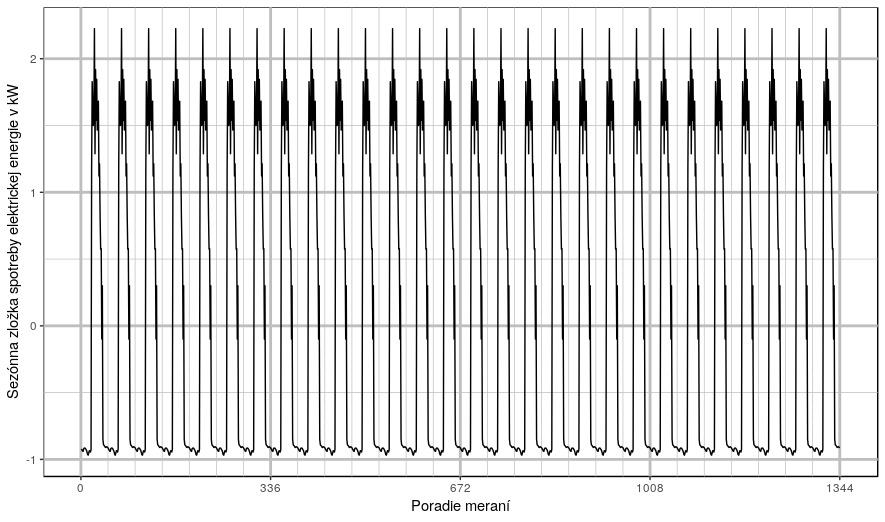 Sezónna zložka spotreby elektrickej energie v kW
2
1
0
-1
0 336 672 1008 1344
Poradie meraní